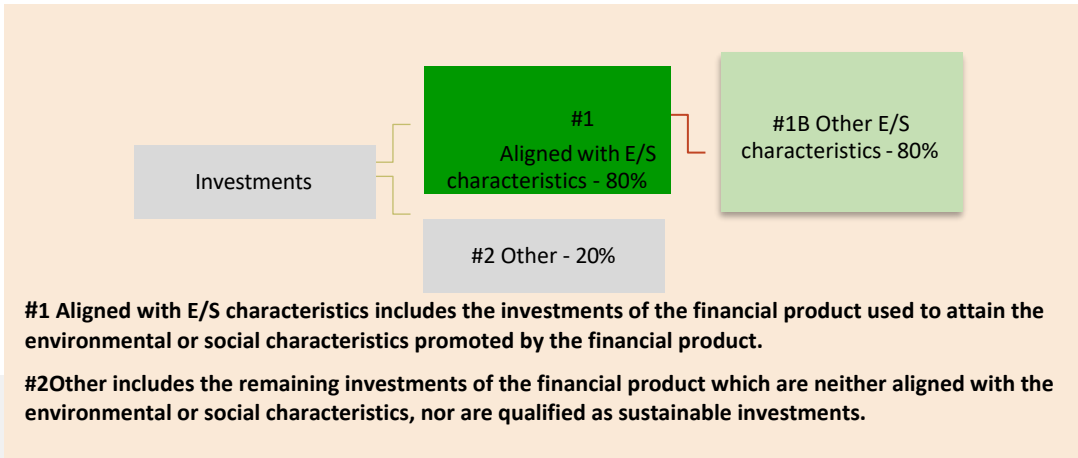 #1
Aligned with E/S
characteristics - 80%
#1B Other E/S
characteristics - 80%
Investments
#2 Other - 20%
#1 Aligned with E/S characteristics includes the investments of the financial product used to attain the
environmental or social characteristics promoted by the financial product.
#2Other includes the remaining investments of the financial product which are neither aligned with the
environmental or social characteristics, nor are qualified as sustainable investments.